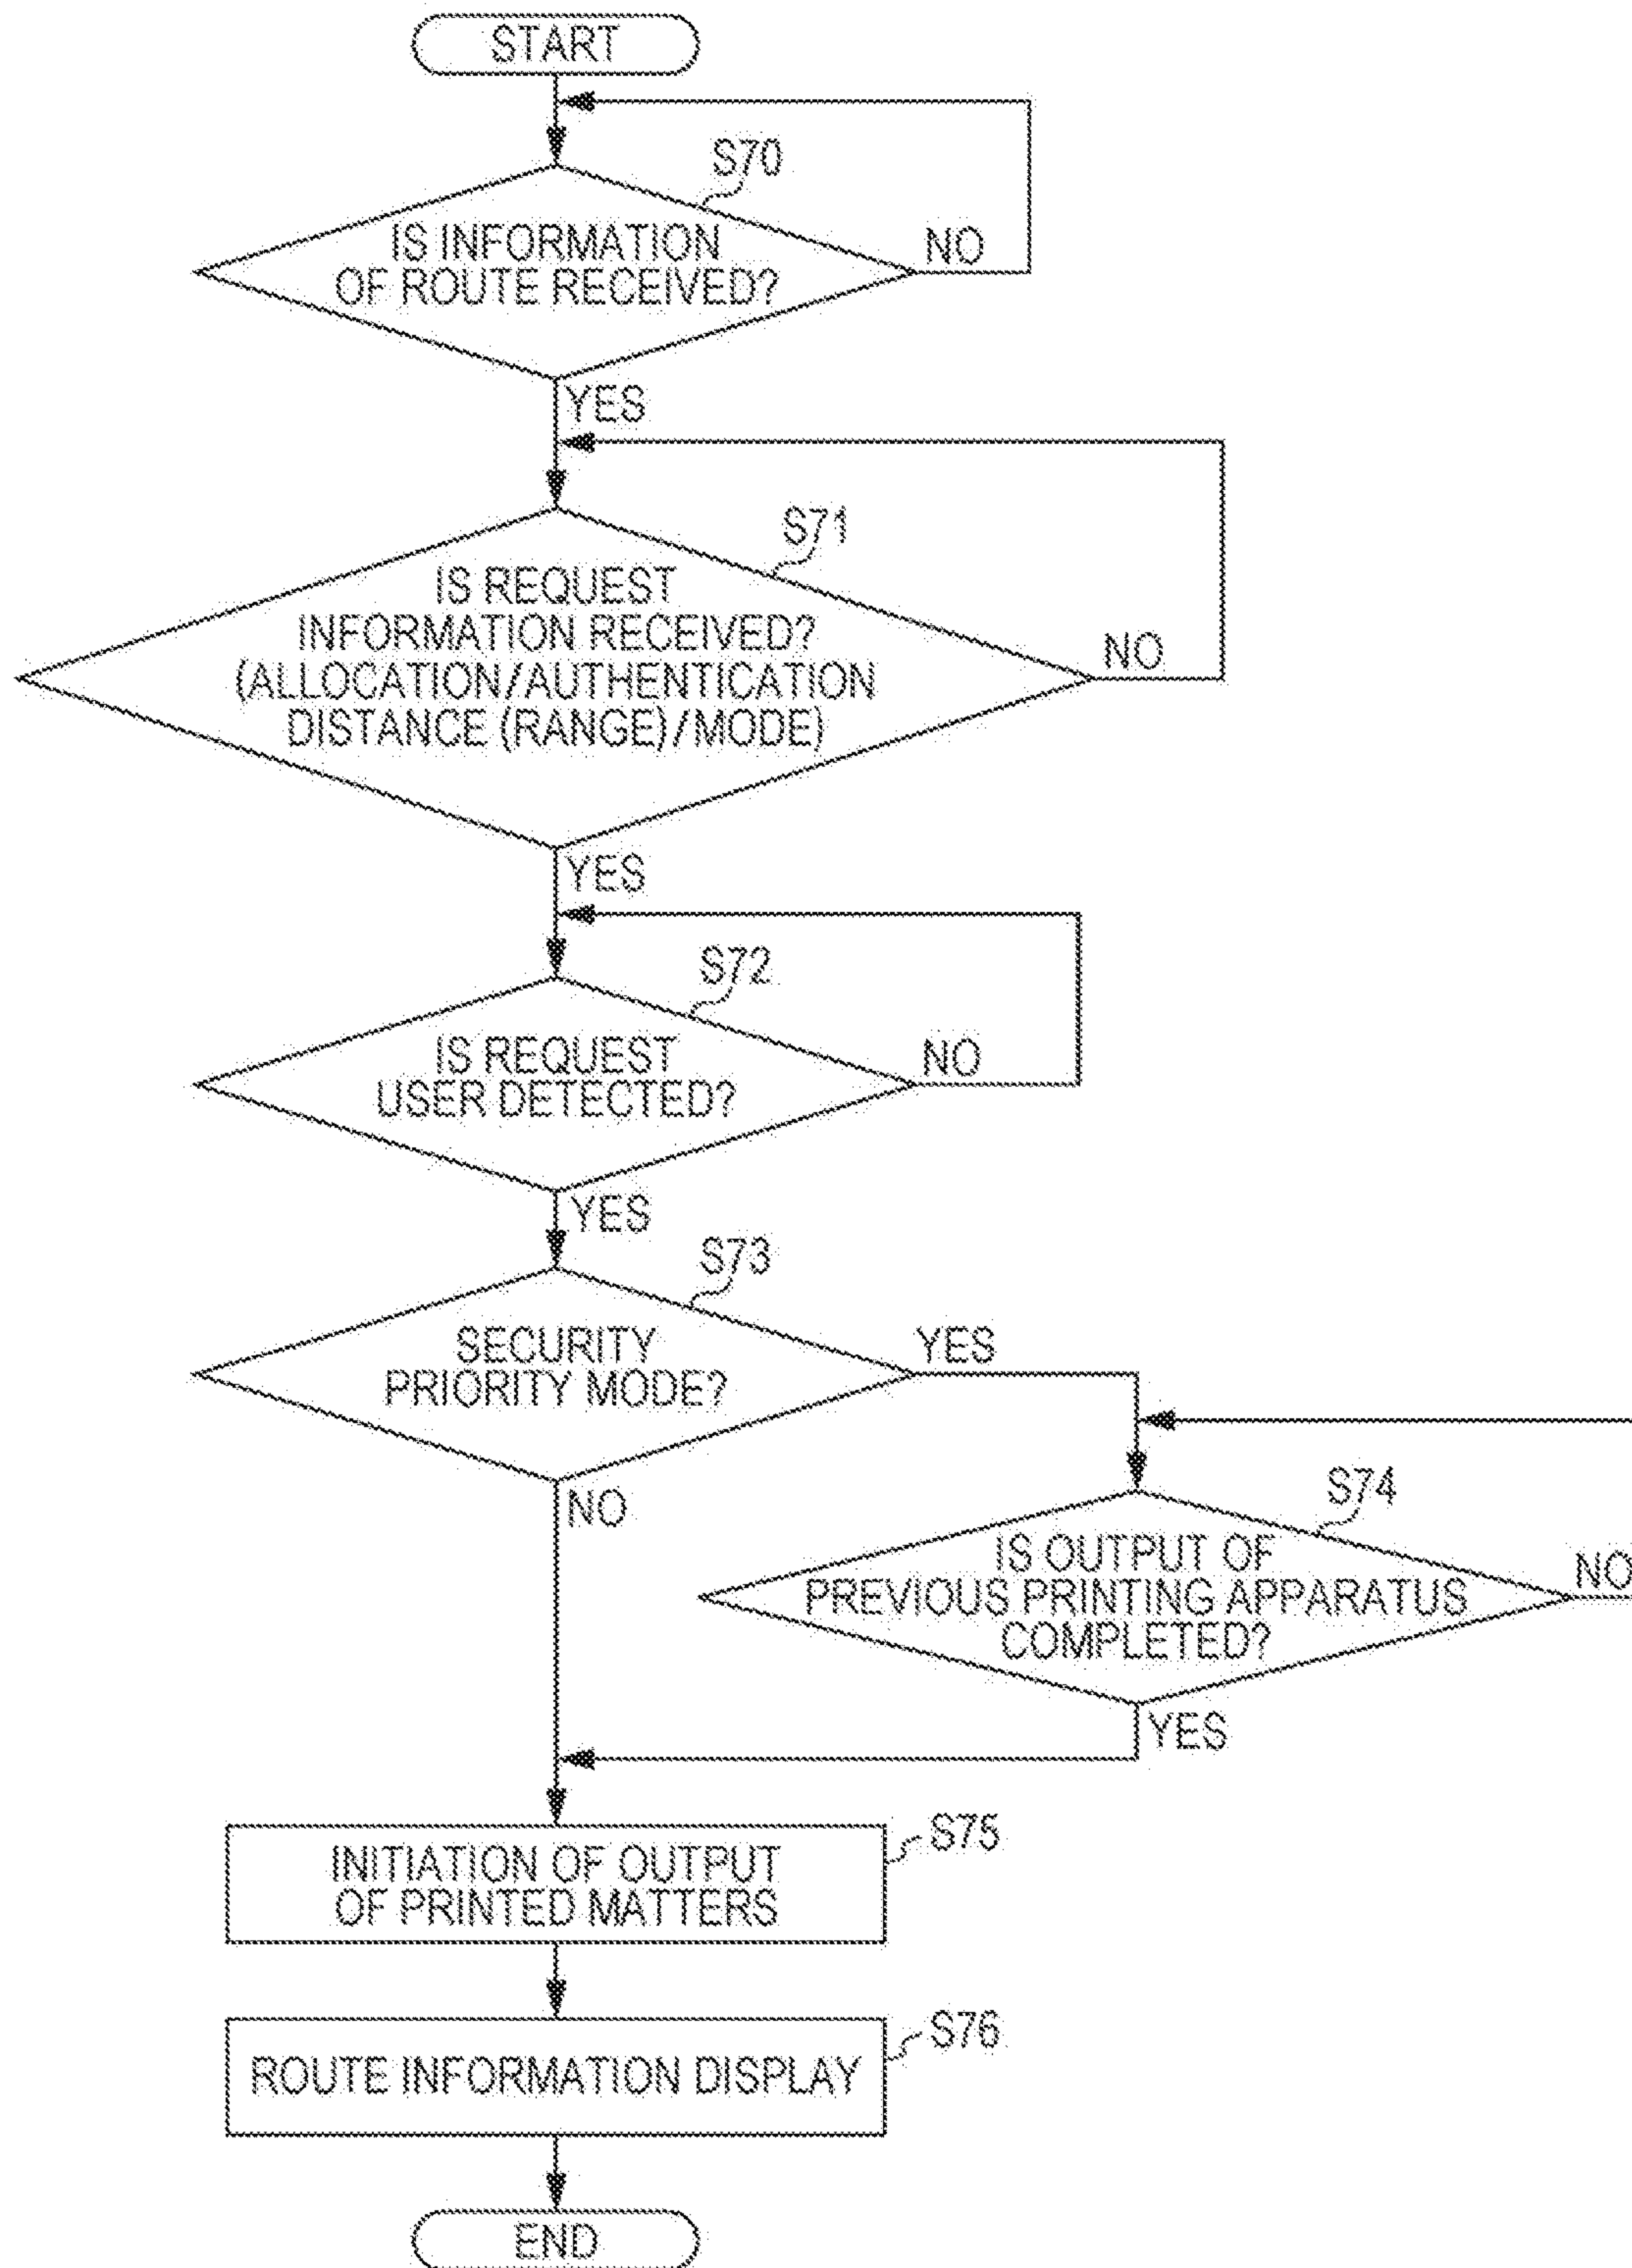 START
S70
IS INFORMATION
OF ROUTE RECEIVED?
NO
YES
S71
IS REQUEST
INFORMATION RECEIVED?
(ALLOCATION/AUTHENTICATION
DISTANCE (RANGE)/MODE)
NO
YES
S72
IS REQUEST
USER DETECTED?
NO
YES
S73
SECURITY
PRIORITY MODE?
YES
NO
S74
IS OUTPUT OF
PREVIOUS PRINTING APPARATUS
COMPLETED?
NO
YES
S75
INITIATION OF OUTPUT
OF PRINTED MATTERS
S76
ROUTE INFORMATION DISPLAY
END